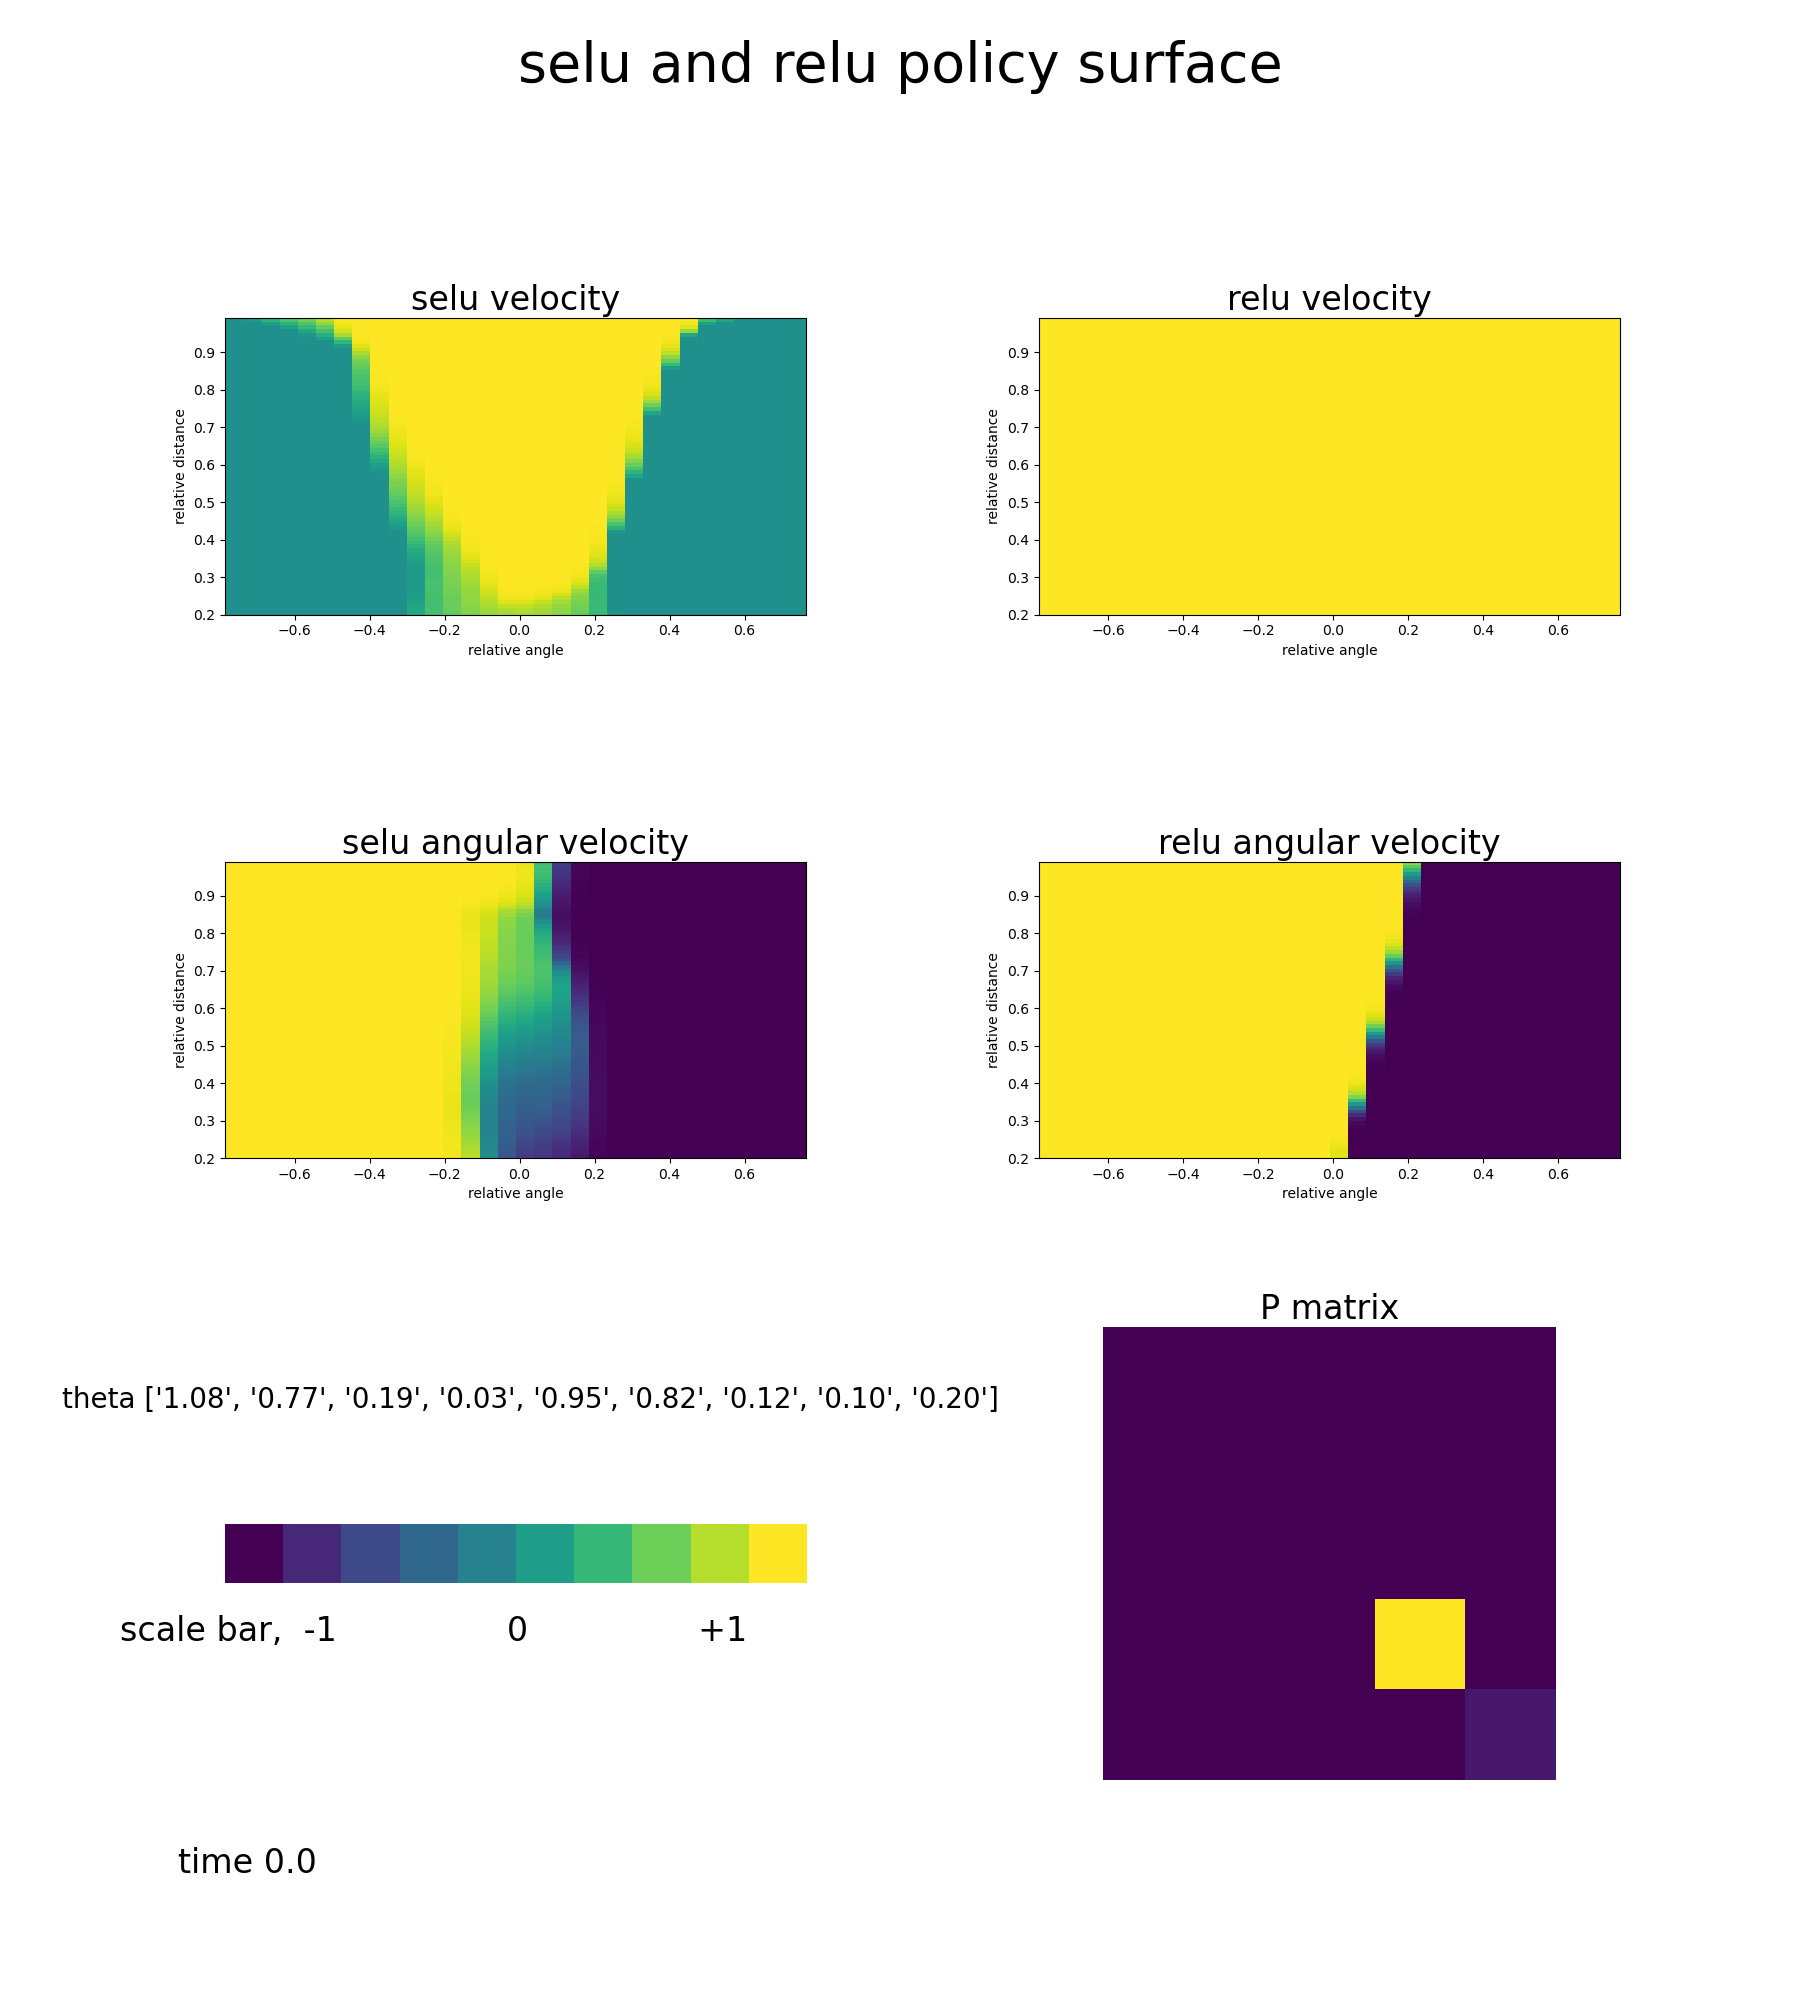 selu and relu policy surface
selu velocity
relative distance
0.9
0.8
0.7
0.6
0.5
0.4
0.3
0.2
−0.6 −0.4 −0.2 0.0 0.2 0.4 0.6
relative angle
relu velocity
relative distance
0.9
0.8
0.7
0.6
0.5
0.4
0.3
0.2
−0.6 −0.4 −0.2 0.0 0.2 0.4 0.6
relative angle
selu angular velocity
relative distance
0.9
0.8
0.7
0.6
0.5
0.4
0.3
0.2
−0.6 −0.4 −0.2 0.0 0.2 0.4 0.6
relative angle
relu angular velocity
relative distance
0.9
0.8
0.7
0.6
0.5
0.4
0.3
0.2
−0.6 −0.4 −0.2 0.0 0.2 0.4 0.6
relative angle
theta ['1.08', '0.77', '0.19', '0.03', '0.95', '0.82', '0.12', '0.10', '0.20']
scale bar, -1 0 +1
P matrix
time 0.0